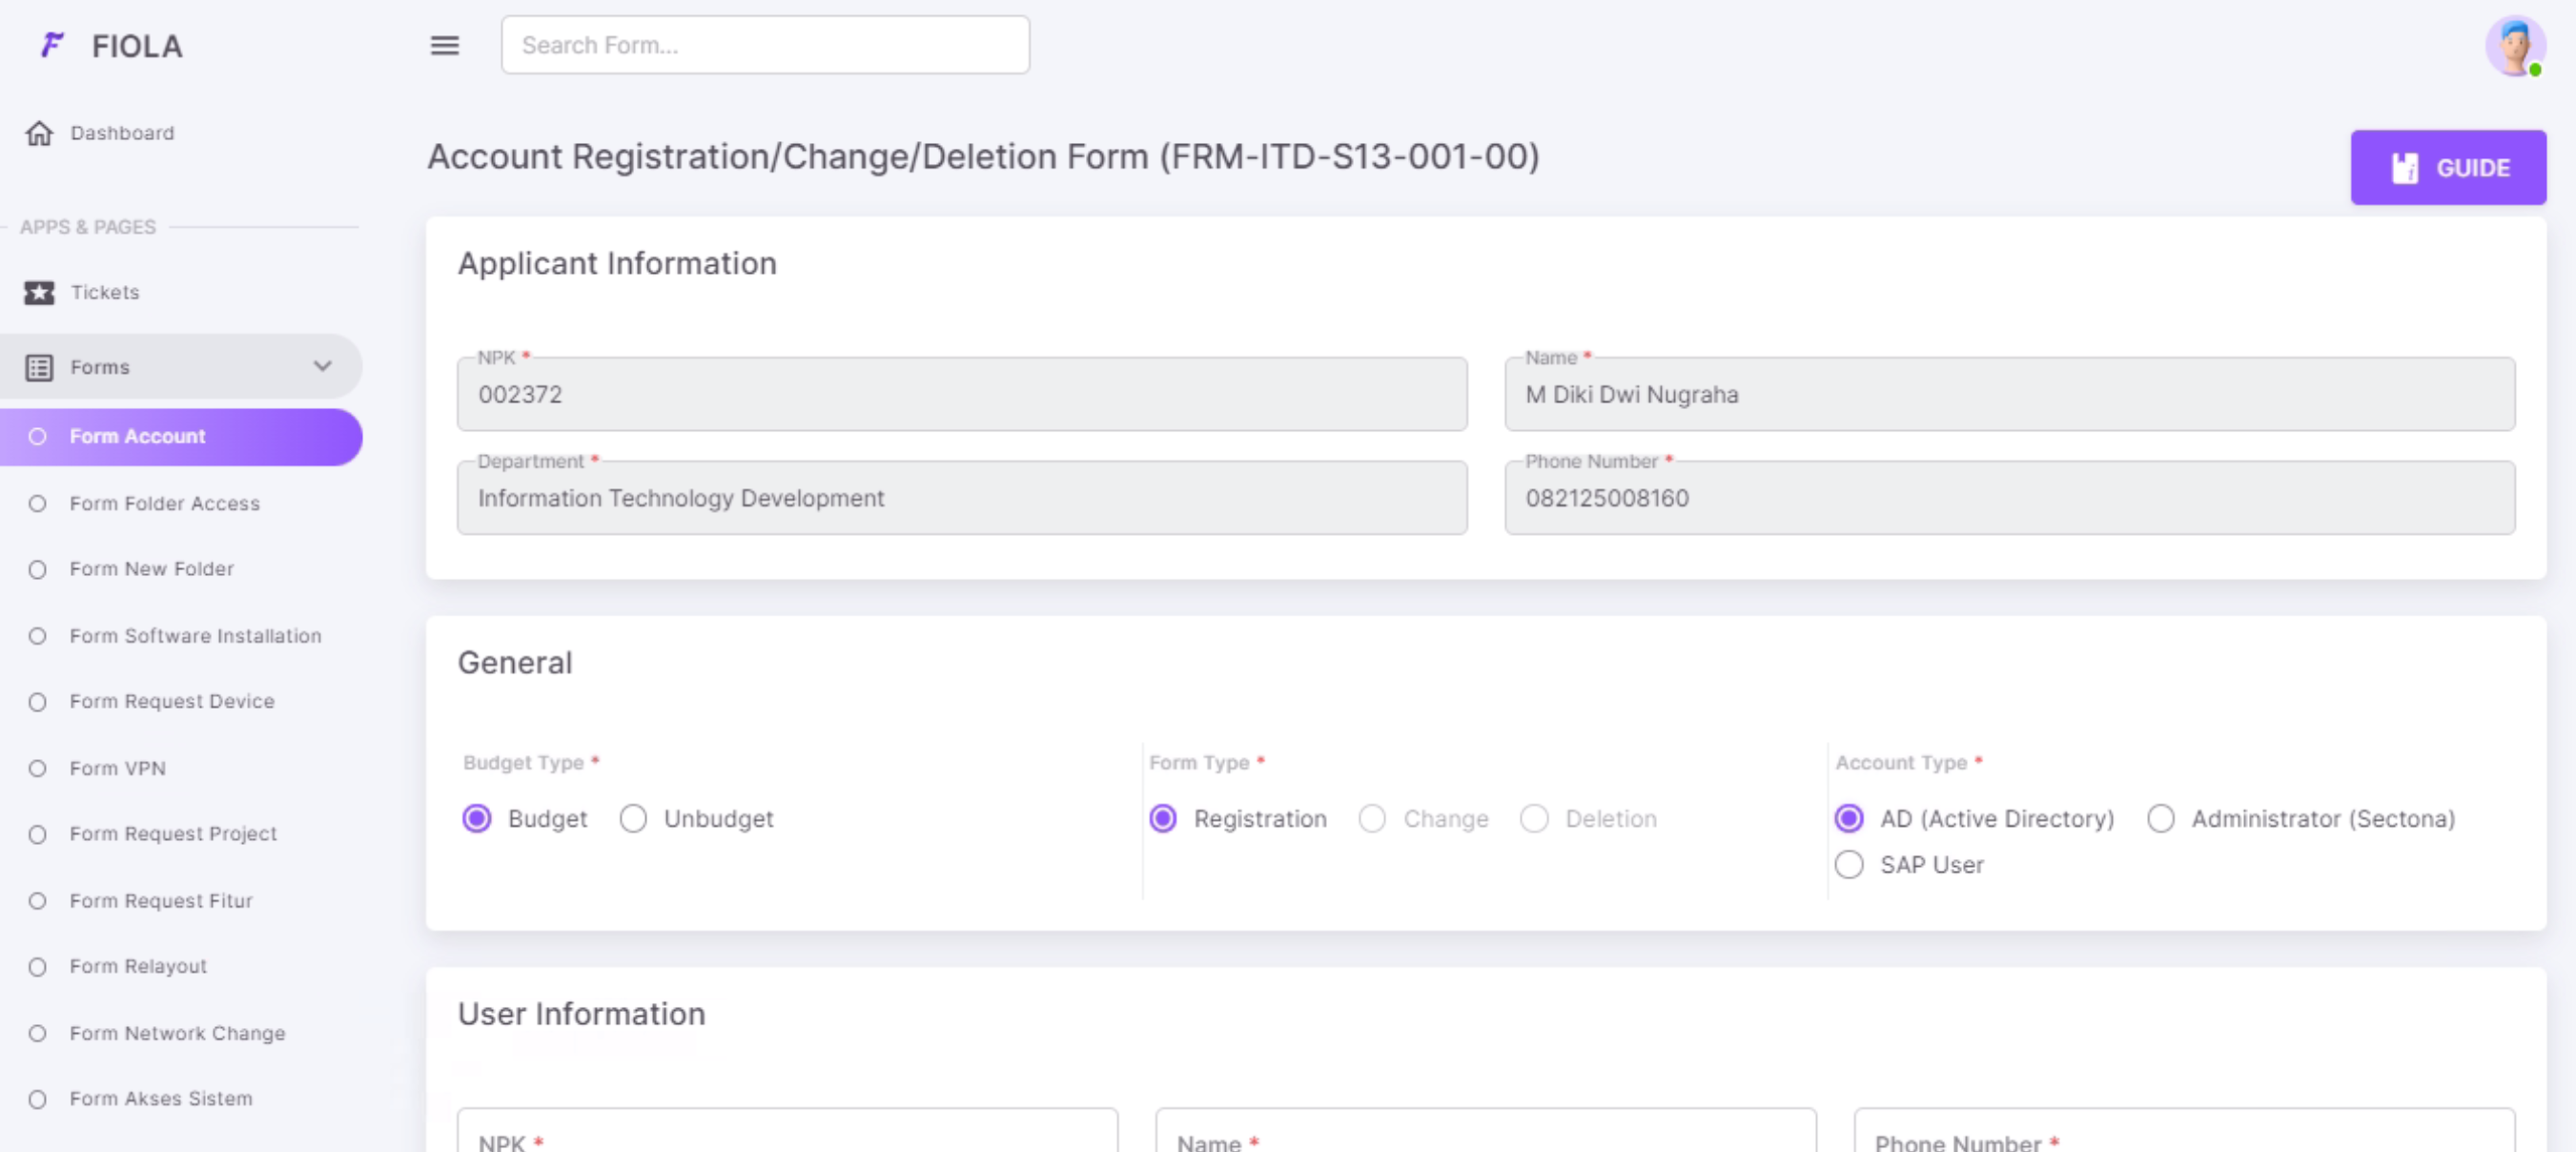 FIOLA
Search Form...
Dashboard
APPS & PAGES
Tickets
Forms
Form Account
Form Folder Access
Form New Folder
Form Software Installation
Form Request Device
Form VPN
Form Request Project
Form Request Fitur
Form Relayout
Form Network Change
Form Akses Sistem
Account Registration/Change/Deletion Form (FRM-ITD-S13-001-00)
GUIDE
Applicant Information
NPK *
002372
Name *
M Diki Dwi Nugraha
Department *
Information Technology Development
Phone Number *
082125008160
General
Budget Type *
Budget Unbudget
Form Type *
Registration Change Deletion
Account Type *
AD (Active Directory) Administrator (Sectona)
SAP User
User Information
NPK * Name * Phone Number *